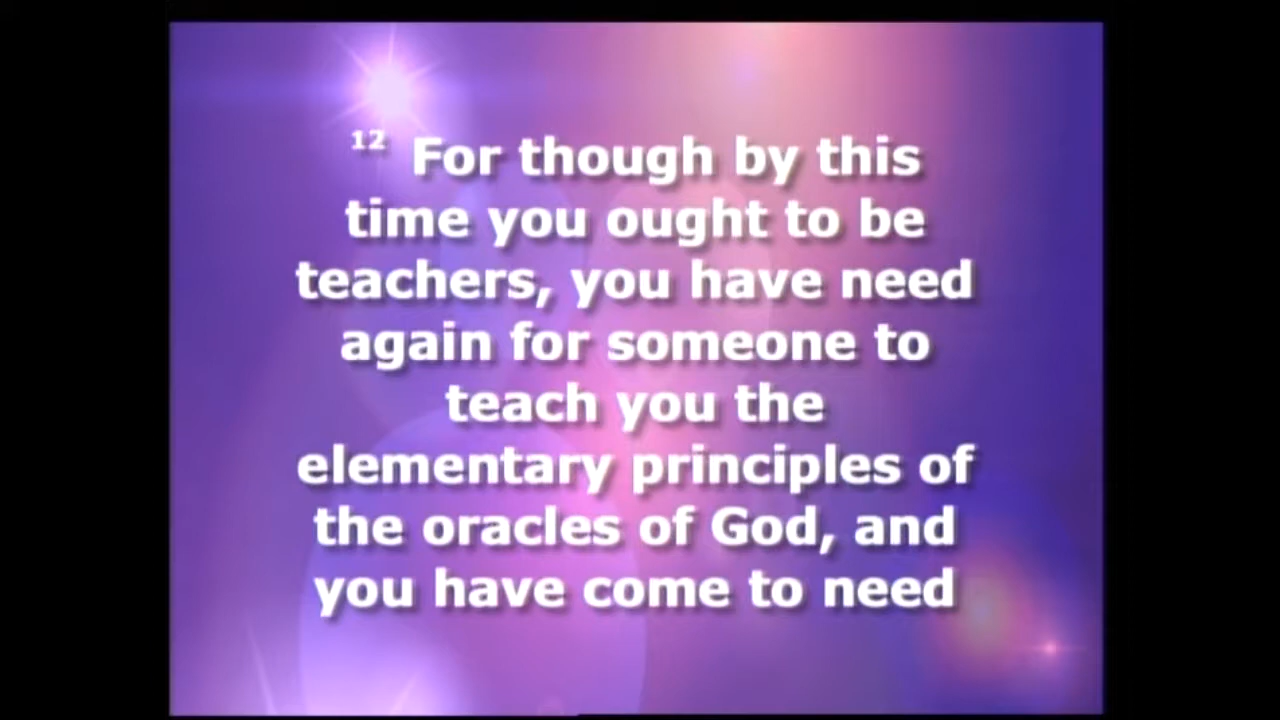 12 For though by this
time you ought to be
teachers, you have need
again for someone to
teach you the
elementary principles of
the oracles of God, and
you have come to need